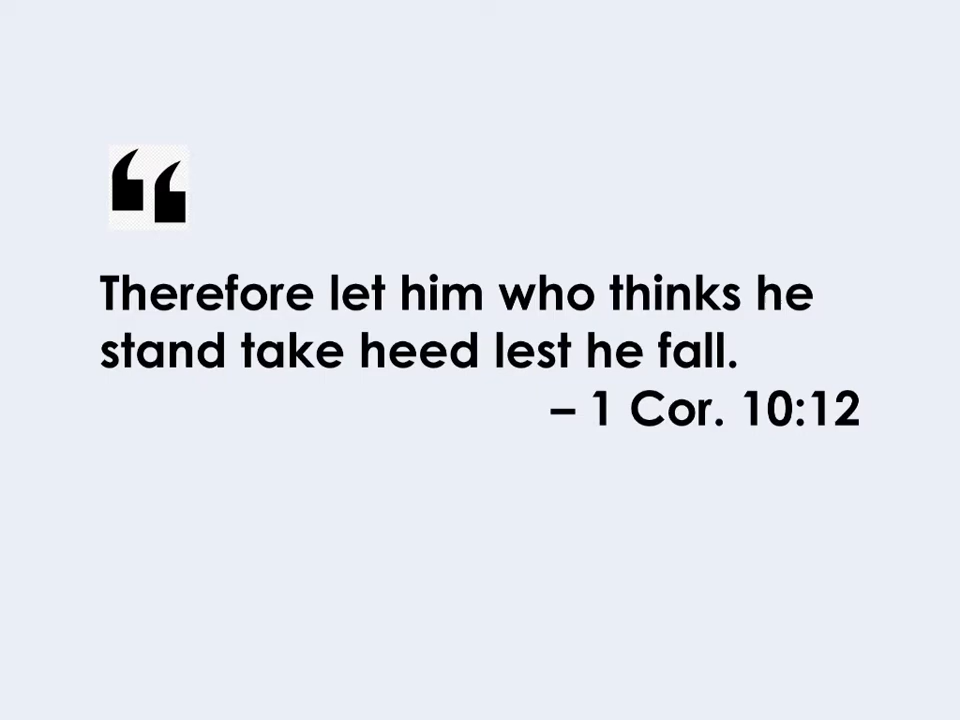 “
Therefore let him who thinks he
stand take heed lest he fall.
– 1 Cor. 10:12